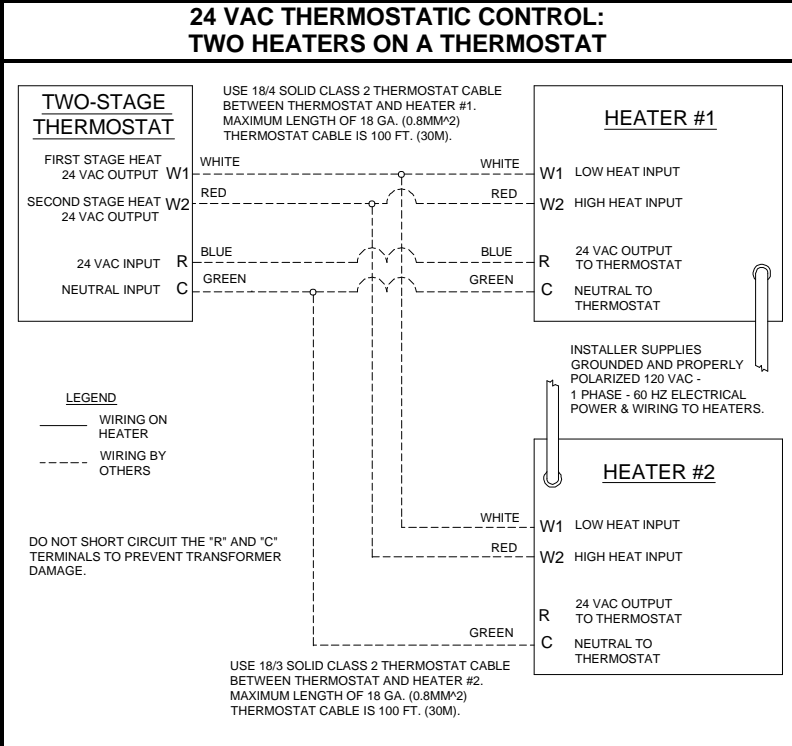 24 VAC THERMOSTATIC CONTROL:
TWO HEATERS ON A THERMOSTAT
USE 18/4 SOLID CLASS 2 THERMOSTAT CABLE
BETWEEN THERMOSTAT AND HEATER #1.
MAXIMUM LENGTH OF 18 GA. (0.8MM^2)
THERMOSTAT CABLE IS 100 FT. (30M).
TWO-STAGE
THERMOSTAT
FIRST STAGE HEAT
24 VAC OUTPUT W1
SECOND STAGE HEAT
24 VAC OUTPUT W2
24 VAC INPUT R
NEUTRAL INPUT C
WHITE
RED
BLUE
GREEN
WHITE
RED
BLUE
GREEN
HEATER #1
W1 LOW HEAT INPUT
W2 HIGH HEAT INPUT
R 24 VAC OUTPUT
TO THERMOSTAT
C NEUTRAL TO
THERMOSTAT
INSTALLER SUPPLIES
GROUNDED AND PROPERLY
POLARIZED 120 VAC -
1 PHASE - 60 HZ ELECTRICAL
POWER & WIRING TO HEATERS.
LEGEND
WIRING ON
HEATER
WIRING BY
OTHERS
DO NOT SHORT CIRCUIT THE "R" AND "C"
TERMINALS TO PREVENT TRANSFORMER
DAMAGE.
HEATER #2
WHITE
RED
GREEN
W1 LOW HEAT INPUT
W2 HIGH HEAT INPUT
R 24 VAC OUTPUT
TO THERMOSTAT
C NEUTRAL TO
THERMOSTAT
USE 18/3 SOLID CLASS 2 THERMOSTAT CABLE
BETWEEN THERMOSTAT AND HEATER #2.
MAXIMUM LENGTH OF 18 GA. (0.8MM^2)
THERMOSTAT CABLE IS 100 FT. (30M).